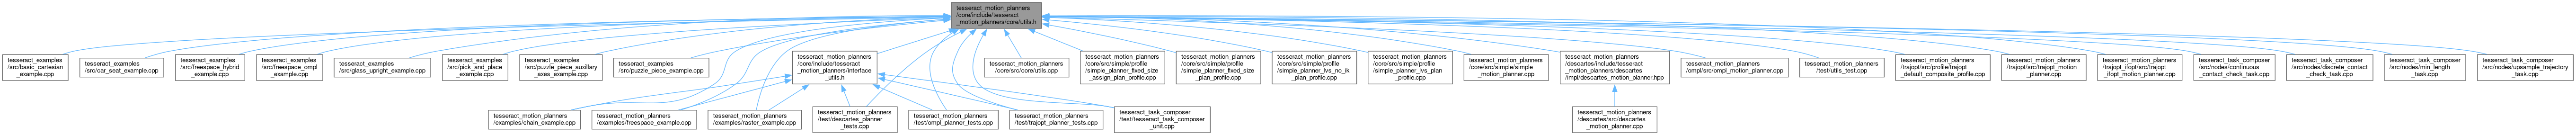 tesseract_motion_planners
/core/include/tesseract
_motion_planners/core/utils.h
tesseract_examples
/src/basic_cartesian
_example.cpp
tesseract_examples
/src/car_seat_example.cpp
tesseract_examples
/src/freespace_hybrid
_example.cpp
tesseract_examples
/src/freespace_ompl
_example.cpp
tesseract_examples
/src/glass_upright_example.cpp
tesseract_examples
/src/pick_and_place
_example.cpp
tesseract_examples
/src/puzzle_piece_auxillary
_axes_example.cpp
tesseract_examples
/src/puzzle_piece_example.cpp
tesseract_motion_planners
/core/include/tesseract
_motion_planners/interface
_utils.h
tesseract_motion_planners
/core/src/core/utils.cpp
tesseract_motion_planners
/core/src/simple/profile
/simple_planner_fixed_size
_assign_plan_profile.cpp
tesseract_motion_planners
/core/src/simple/profile
/simple_planner_fixed_size
_plan_profile.cpp
tesseract_motion_planners
/core/src/simple/profile
/simple_planner_lvs_no_ik
_plan_profile.cpp
tesseract_motion_planners
/core/src/simple/profile
/simple_planner_lvs_plan
_profile.cpp
tesseract_motion_planners
/core/src/simple/simple
_motion_planner.cpp
tesseract_motion_planners
/descartes/include/tesseract
_motion_planners/descartes
/impl/descartes_motion_planner.hpp
tesseract_motion_planners
/ompl/src/ompl_motion_planner.cpp
tesseract_motion_planners
/test/utils_test.cpp
tesseract_motion_planners
/trajopt/src/profile/trajopt
_default_composite_profile.cpp
tesseract_motion_planners
/trajopt/src/trajopt_motion
_planner.cpp
tesseract_motion_planners
/trajopt_ifopt/src/trajopt
_ifopt_motion_planner.cpp
tesseract_task_composer
/src/nodes/continuous
_contact_check_task.cpp
tesseract_task_composer
/src/nodes/discrete_contact
_check_task.cpp
tesseract_task_composer
/src/nodes/min_length
_task.cpp
tesseract_task_composer
/src/nodes/upsample_trajectory
_task.cpp
tesseract_motion_planners
/examples/chain_example.cpp
tesseract_motion_planners
/examples/freespace_example.cpp
tesseract_motion_planners
/examples/raster_example.cpp
tesseract_motion_planners
/test/descartes_planner
_tests.cpp
tesseract_motion_planners
/test/ompl_planner_tests.cpp
tesseract_motion_planners
/test/trajopt_planner_tests.cpp
tesseract_task_composer
/test/tesseract_task_composer
_unit.cpp
tesseract_motion_planners
/descartes/src/descartes
_motion_planner.cpp